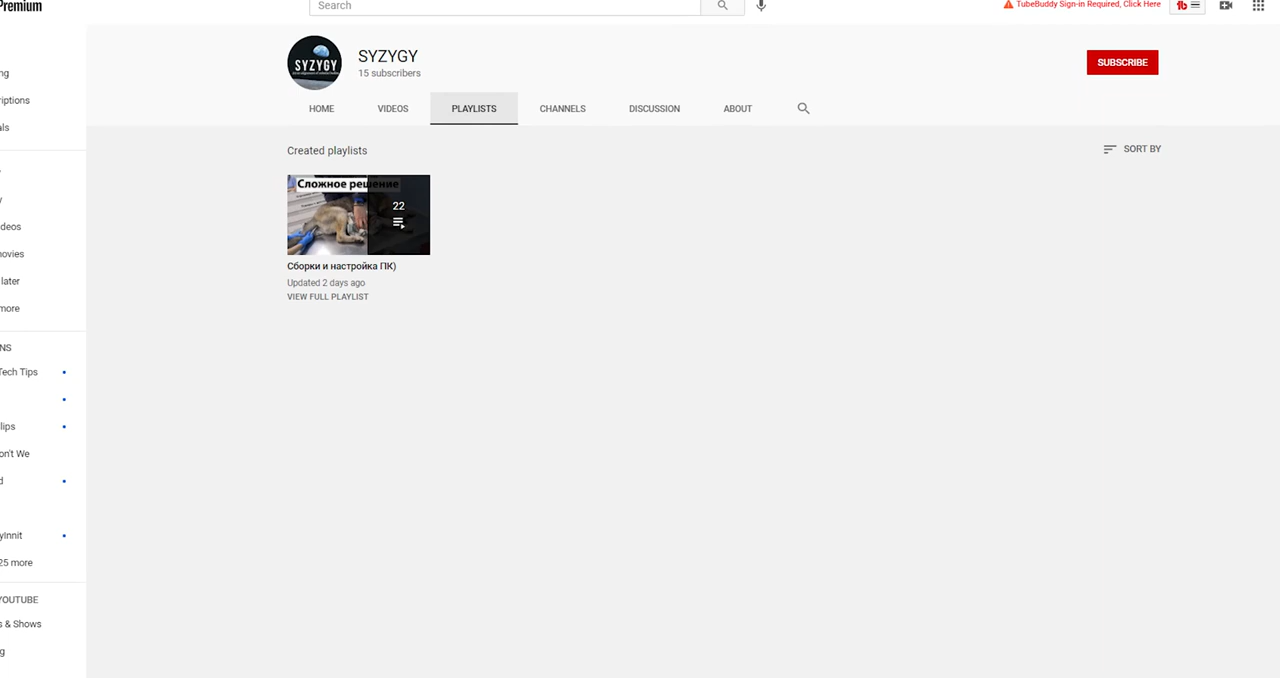 Premium
Search
TubeBuddy Sign-in Required, Click Here
SYZYGY
SYZYGY
15 subscribers
SUBSCRIBE
HOME
VIDEOS
PLAYLISTS
CHANNELS
DISCUSSION
ABOUT
Created playlists
SORT BY
Сложное решение
22
Сборки и настройка ПК)
Updated 2 days ago
VIEW FULL PLAYLIST
ng
riptions
als
deos
movies
later
more
NS
Tech Tips
lips
on't We
d
yInnit
25 more
YOUTUBE
s & Shows
g